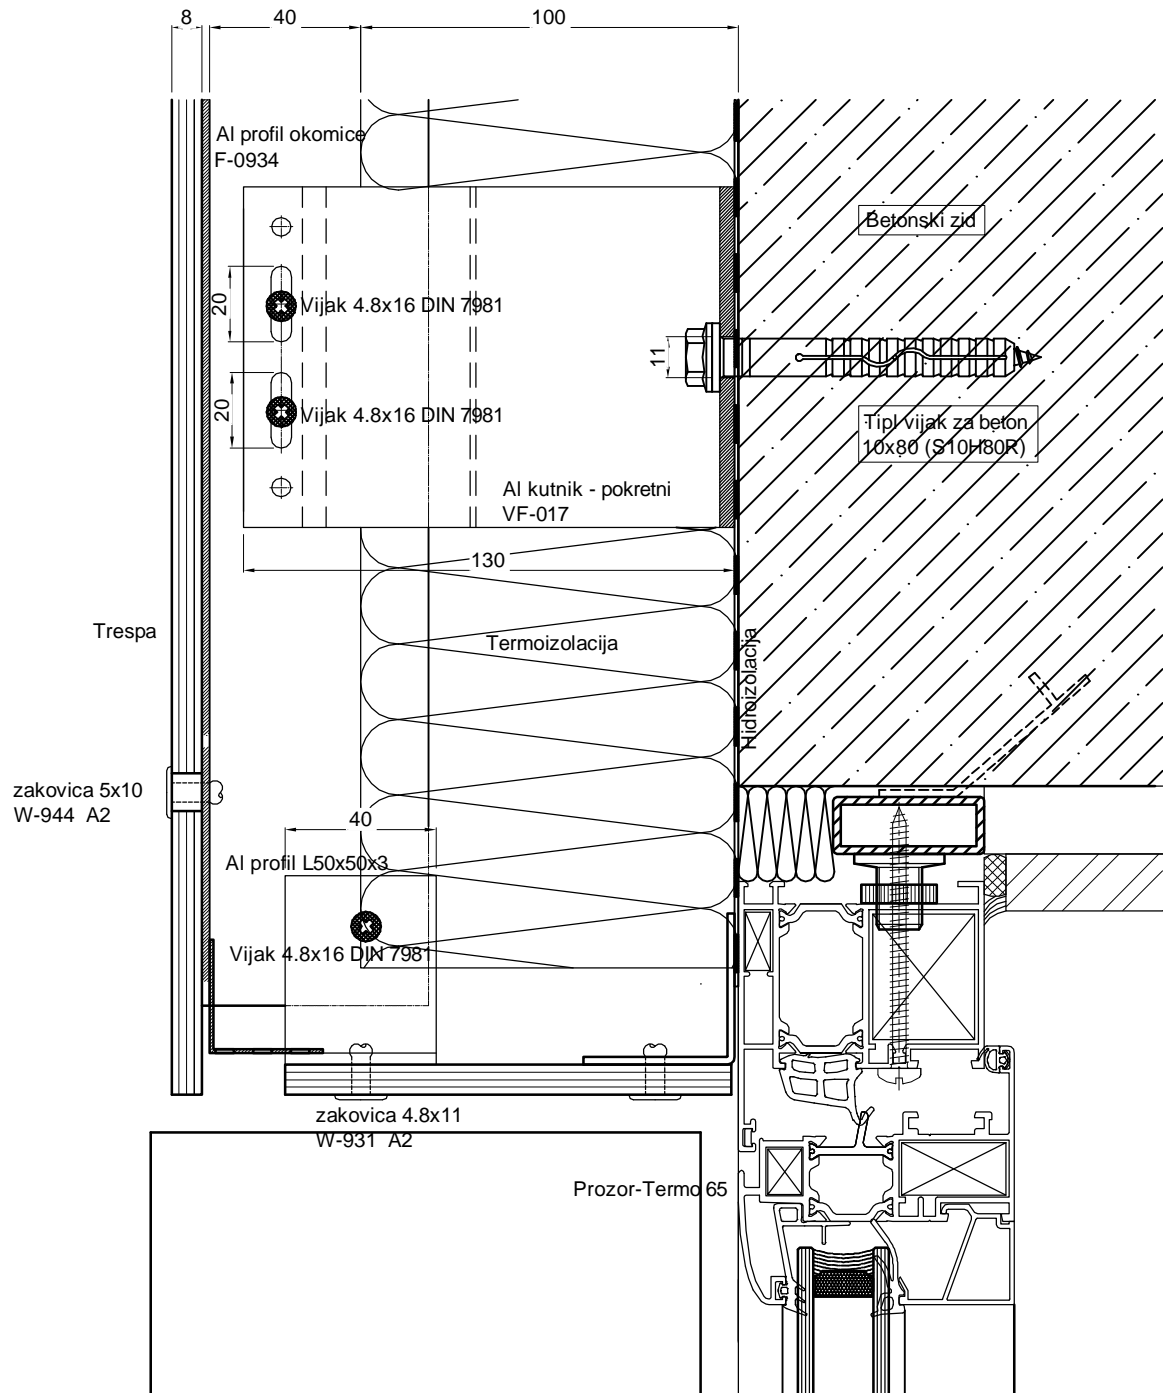 8
40
100
Al profil okomice
F-0934
Betonski zid
20
Vijak 4.8x16 DIN 7981
11
20
Vijak 4.8x16 DIN 7981
Tipl vijak za beton
10x80 (S10H80R)
Al kutnik - pokretni
VF-017
130
Trespa
Termoizolacija
Hidroizolacija
zakovica 5x10
W-944 A2
40
Al profil L50x50x3
Vijak 4.8x16 DIN 7981
zakovica 4.8x11
W-931 A2
Prozor-Termo 65